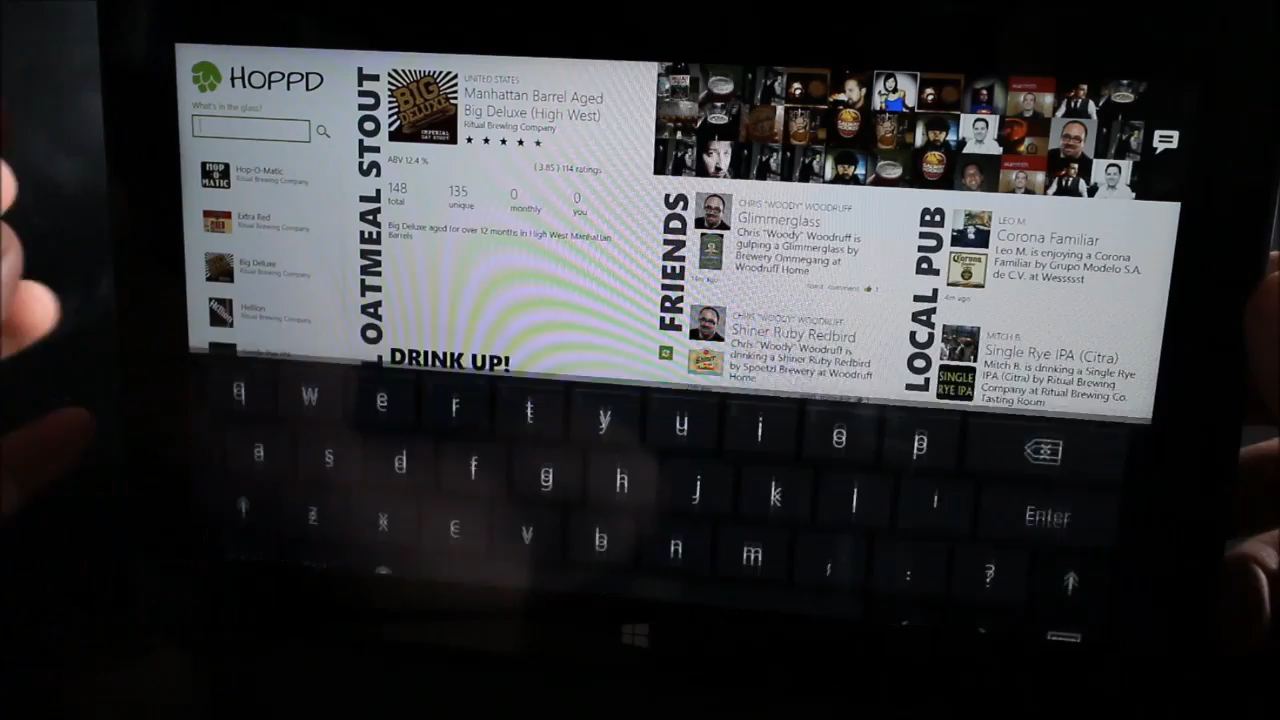 HOPPD
What's in the glass?
HOP
MATIC
Hop-O-Matic
Ritual Brewing Company
Extra Red
Ritual Brewing Company
Big Deluxe
Ritual Brewing Company
Hellion
Ritual Brewing Company
OATMEAL STOUT
BIG
DELUXE
IMPERIAL
OAT STOUT
UNITED STATES
Manhattan Barrel Aged
Big Deluxe (High West)
Ritual Brewing Company
ABV 12.4 %
( 3.85 ) 114 ratings
148
total
135
unique
0
monthly
0
you
Big Deluxe aged for over 12 months in High West Manhattan
Barrels
DRINK UP!
FRIENDS
CHRIS "WOODY" WOODRUFF
Glimmerglass
Chris "Woody" Woodruff is
gulping a Glimmerglass by
Brewery Ommegang at
Woodruff Home
14m ago
toast comment 1
CHRIS "WOODY" WOODRUFF
Shiner Ruby Redbird
Chris "Woody" Woodruff is
drinking a Shiner Ruby Redbird
by Spoetzl Brewery at Woodruff
Home
LOCAL PUB
LEO M.
Corona Familiar
Leo M. is enjoying a Corona
Familiar by Grupo Modelo S.A.
de C.V. at Wessssst
Corona
4m ago
MITCH B.
Single Rye IPA (Citra)
Mitch B. is drinking a Single Rye
IPA (Citra) by Ritual Brewing
Company at Ritual Brewing Co.
Tasting Room
SINGLE
RYE IPA
q w e r t y u i o p
a s d f g h j k l ' Enter
z x c v b n m , . ?